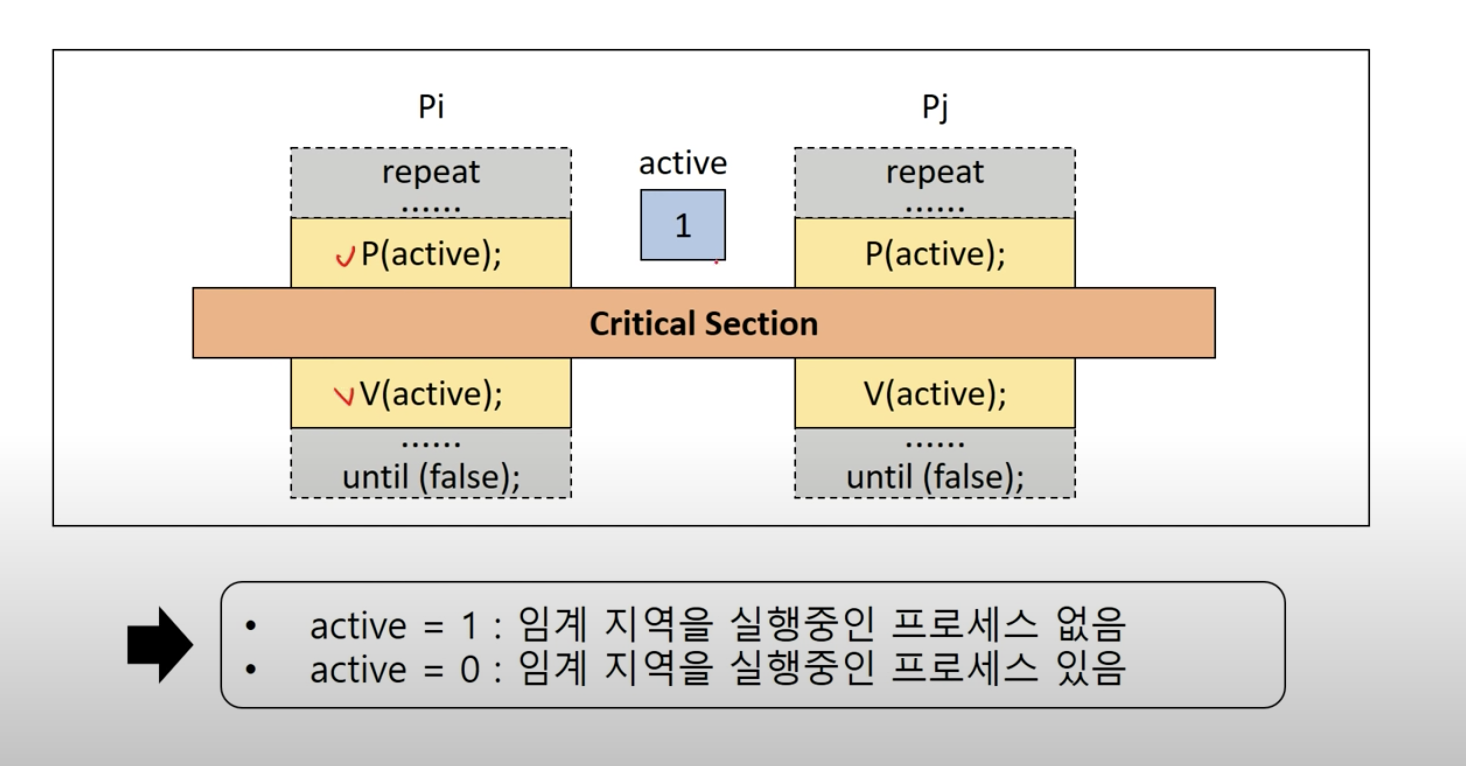 Pi
repeat
......
P(active);
active
1
Pj
repeat
......
P(active);
Critical Section
V(active);
......
until (false);
V(active);
......
until (false);
• active = 1 : 임계 지역을 실행중인 프로세스 없음
• active = 0 : 임계 지역을 실행중인 프로세스 있음